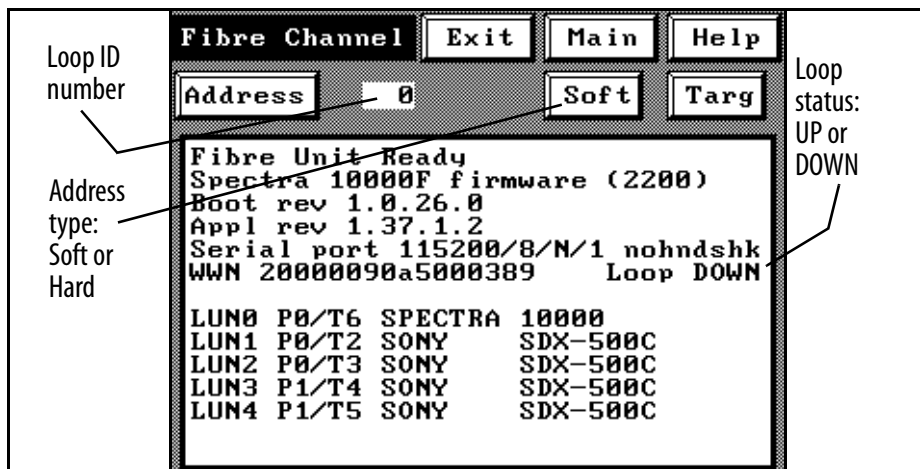 Loop ID
number
Address
type:
Soft or
Hard
Fibre Channel Exit Main Help
Address 0 Soft Targ
Fibre Unit Ready
Spectra 10000F firmware (2200)
Boot rev 1.0.26.0
Appl rev 1.37.1.2
Serial port 115200/8/N/1 nohndshk
WWN 20000090a5000389 Loop DOWN
LUN0 P0/T6 SPECTRA 10000
LUN1 P0/T2 SONY SDX-500C
LUN2 P0/T3 SONY SDX-500C
LUN3 P1/T4 SONY SDX-500C
LUN4 P1/T5 SONY SDX-500C
Loop
status:
UP or
DOWN